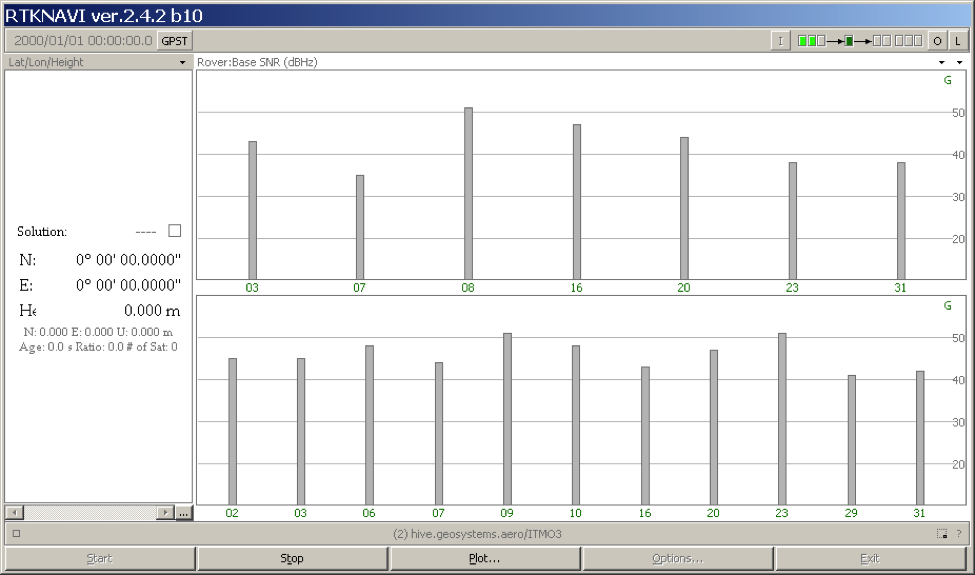 RTKNAVI ver.2.4.2 b10
2000/01/01 00:00:00.0 GPST I O L
Lat/Lon/Height
Rover:Base SNR (dBHz)
G
50
40
30
20
03 07 08 16 20 23 31
Solution: ----
N: 0° 00' 00.0000"
E: 0° 00' 00.0000"
He 0.000 m
N: 0.000 E: 0.000 U: 0.000 m
Age: 0.0 s Ratio: 0.0 # of Sat: 0
G
50
40
30
20
02 03 06 07 09 10 16 20 23 29 31
...
(2) hive.geosystems.aero/ITMO3 ?
Start Stop Plot... Options... Exit